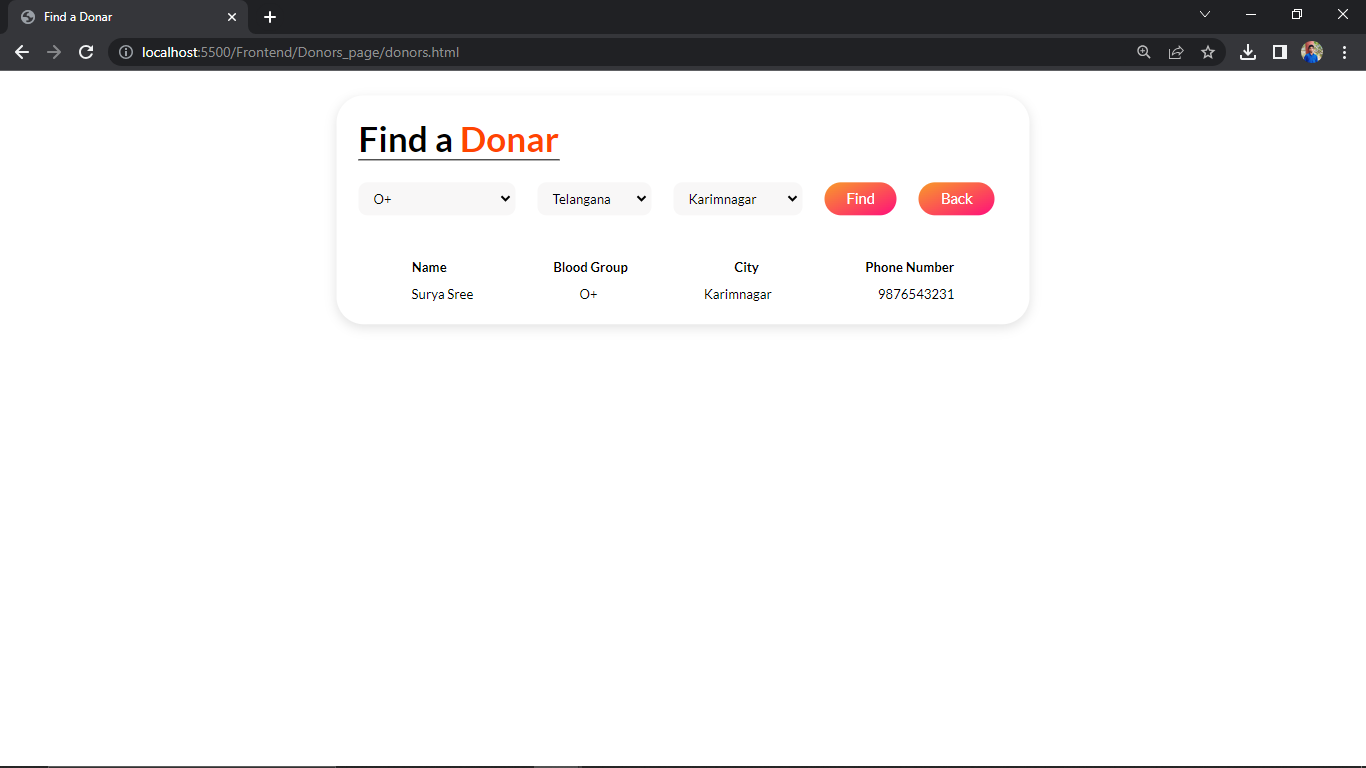 Find a Donar
localhost:5500/Frontend/Donors_page/donors.html
Find a Donar
O+ Telangana Karimnagar Find Back
Name Blood Group City Phone Number
Surya Sree O+ Karimnagar 9876543231